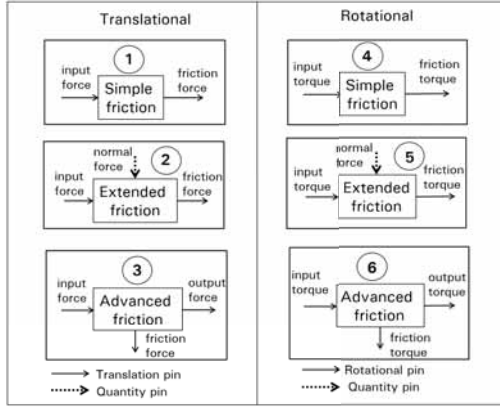 Translational
1
input
force
Simple
friction
friction
force
2
normal
force
input
force
Extended
friction
friction
force
3
input
force
Advanced
friction
output
force
friction
force
Translation pin
Quantity pin
Rotational
4
input
torque
Simple
friction
friction
torque
5
normal
force
input
torque
Extended
friction
friction
torque
6
input
torque
Advanced
friction
output
torque
friction
torque
Rotational pin
Quantity pin